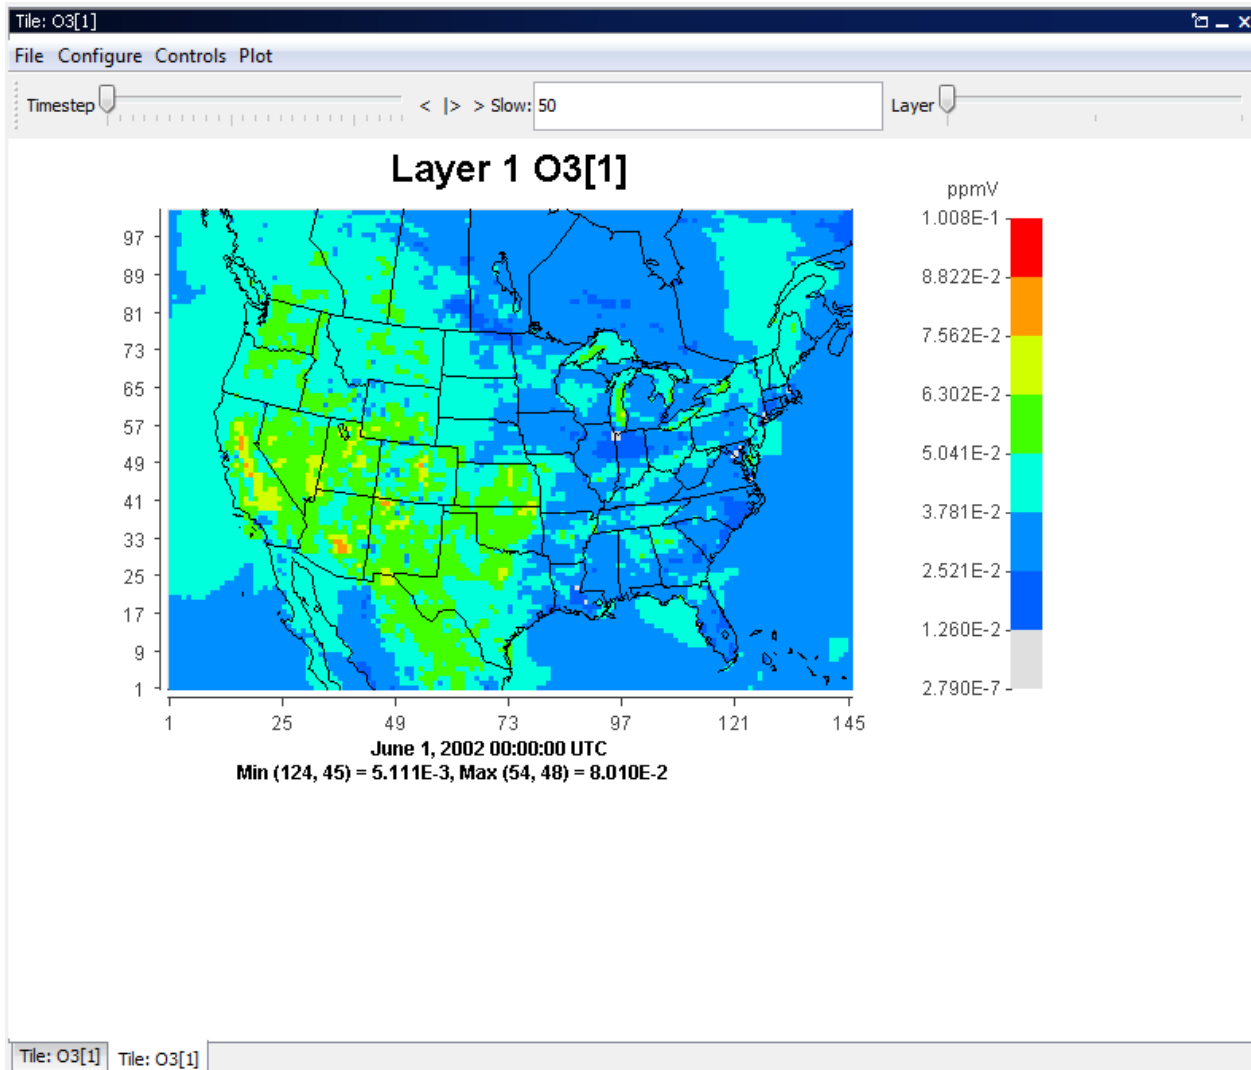 Tile: O3[1]
File Configure Controls Plot
Timestep < |> > Slow: 50 Layer
Layer 1 O3[1]
ppmV
1.008E-1
8.822E-2
7.562E-2
6.302E-2
5.041E-2
3.781E-2
2.521E-2
1.260E-2
2.790E-7
97
89
81
73
65
57
49
41
33
25
17
9
1
1 25 49 73 97 121 145
June 1, 2002 00:00:00 UTC
Min (124, 45) = 5.111E-3, Max (54, 48) = 8.010E-2
Tile: O3[1] Tile: O3[1]